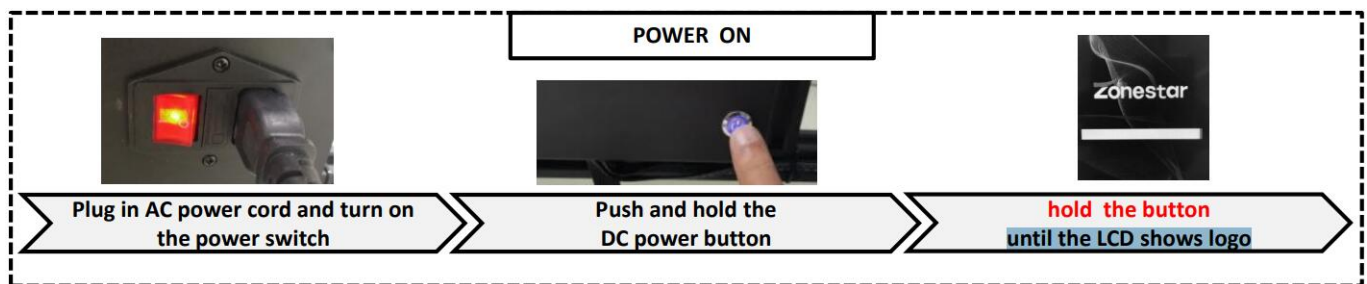 POWER ON
zonestar
Plug in AC power cord and turn on
the power switch
Push and hold the
DC power button
hold the button
until the LCD shows logo